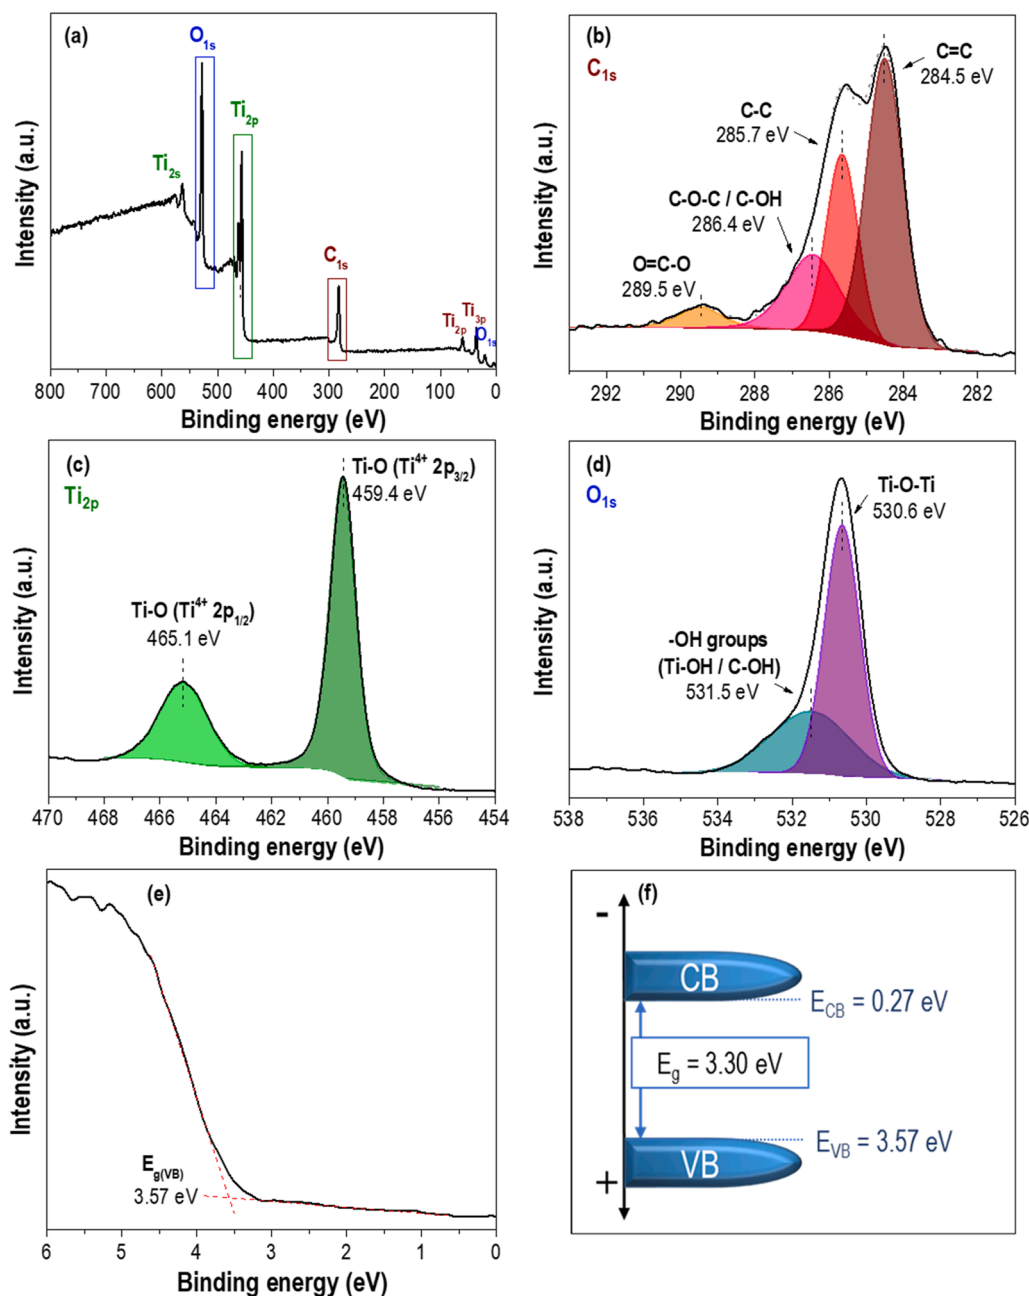 (a)
O1s
Ti2p
Ti2s
C1s
Ti2p
Ti3p
O1s
Intensity (a.u.)
800 700 600 500 400 300 200 100 0
Binding energy (eV)
(b)
C1s
C=C
284.5 eV
C-C
285.7 eV
C-O-C / C-OH
286.4 eV
O=C-O
289.5 eV
Intensity (a.u.)
292 290 288 286 284 282
Binding energy (eV)
(c)
Ti2p
Ti-O (Ti4+ 2p3/2)
459.4 eV
Ti-O (Ti4+ 2p1/2)
465.1 eV
Intensity (a.u.)
470 468 466 464 462 460 458 456 454
Binding energy (eV)
(d)
O1s
Ti-O-Ti
530.6 eV
-OH groups
(Ti-OH / C-OH)
531.5 eV
Intensity (a.u.)
538 536 534 532 530 528 526
Binding energy (eV)
(e)
Eg(VB)
3.57 eV
Intensity (a.u.)
6 5 4 3 2 1 0
Binding energy (eV)
(f)
-
CB
ECB = 0.27 eV
Eg = 3.30 eV
EVB = 3.57 eV
VB
+